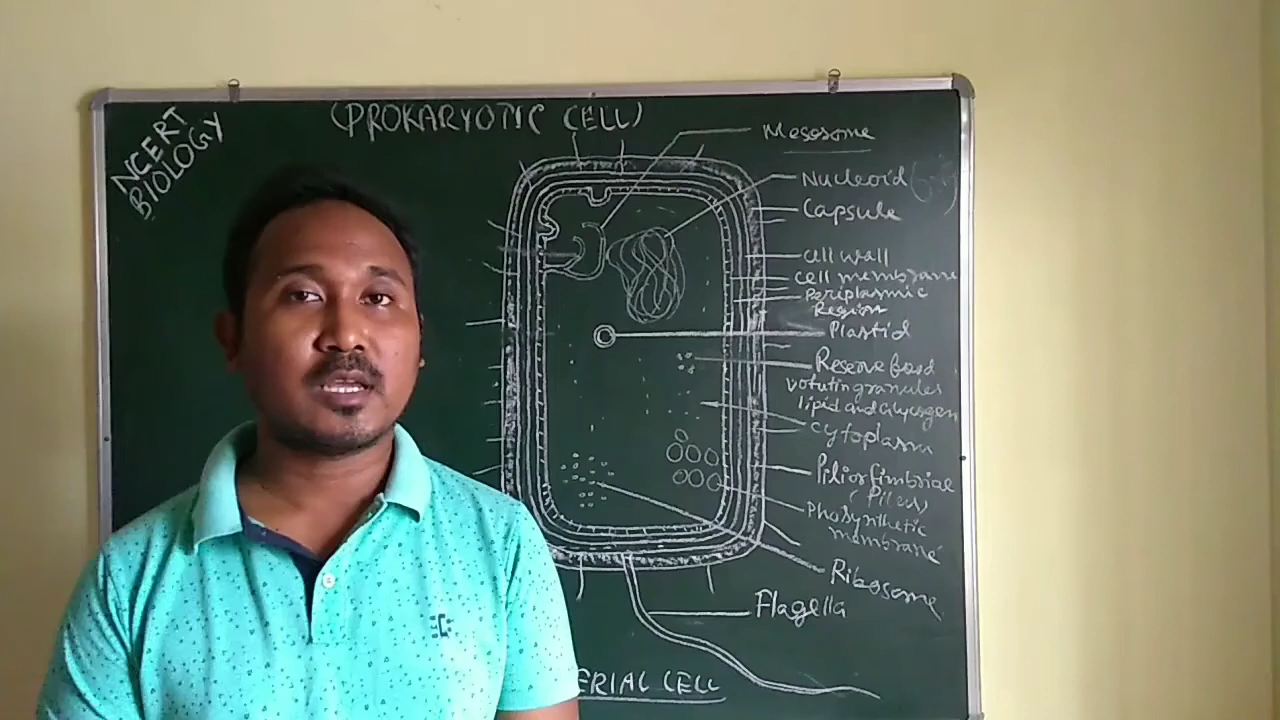 NCERT
BIOLOGY
(PROKARYOTIC CELL)
Mesosome
Nucleoid
Capsule
cell wall
cell membrane
Periplasmic
Region
Plastid
Reserve food
Volutin granules
lipid and Glycogen
cytoplasm
Pili or fimbriae
(Pilus)
Phosynthetic
membrane
Ribosome
Flagella
ERIAL CELL